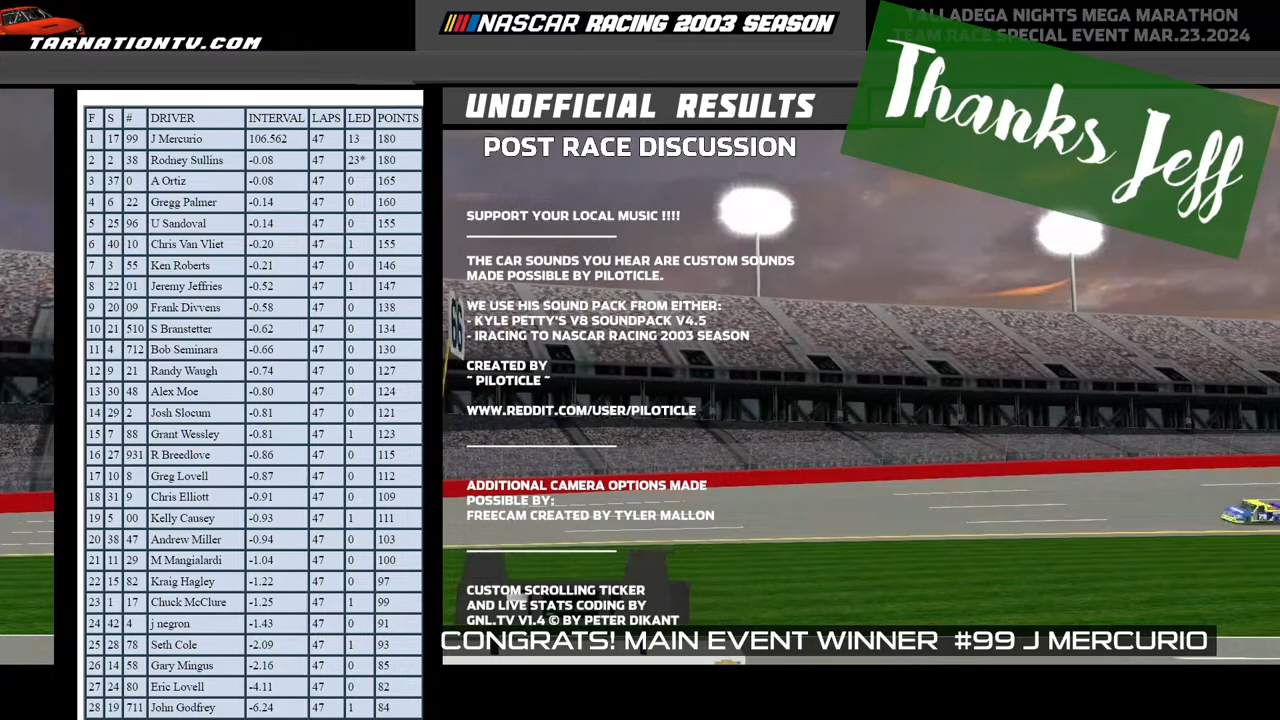 TARNATIONTV.COM
NASCAR RACING 2003 SEASON
TALLADEGA NIGHTS MEGA MARATHON
TEAM RACE SPECIAL EVENT MAR.23.2024
Thanks Jeff
UNOFFICIAL RESULTS
POST RACE DISCUSSION
F S # DRIVER INTERVAL LAPS LED POINTS
1 17 99 J Mercurio 106.562 47 13 180
2 2 38 Rodney Sullins -0.08 47 23* 180
3 37 0 A Ortiz -0.08 47 0 165
4 6 22 Gregg Palmer -0.14 47 0 160
5 25 96 U Sandoval -0.14 47 0 155
6 40 10 Chris Van Vliet -0.20 47 1 155
7 3 55 Ken Roberts -0.21 47 0 146
8 22 01 Jeremy Jeffries -0.52 47 1 147
9 20 09 Frank Divvens -0.58 47 0 138
10 21 510 S Branstetter -0.62 47 0 134
11 4 712 Bob Seminara -0.66 47 0 130
12 9 21 Randy Waugh -0.74 47 0 127
13 30 48 Alex Moe -0.80 47 0 124
14 29 2 Josh Slocum -0.81 47 0 121
15 7 88 Grant Wessley -0.81 47 1 123
16 27 931 R Breedlove -0.86 47 0 115
17 10 8 Greg Lovell -0.87 47 0 112
18 31 9 Chris Elliott -0.91 47 0 109
19 5 00 Kelly Causey -0.93 47 1 111
20 38 47 Andrew Miller -0.94 47 0 103
21 11 29 M Mangialardi -1.04 47 0 100
22 15 82 Kraig Hagley -1.22 47 0 97
23 1 17 Chuck McClure -1.25 47 1 99
24 42 4 j negron -1.43 47 0 91
25 28 78 Seth Cole -2.09 47 1 93
26 14 58 Gary Mingus -2.16 47 0 85
27 24 80 Eric Lovell -4.11 47 0 82
28 19 711 John Godfrey -6.24 47 1 84
SUPPORT YOUR LOCAL MUSIC !!!!
THE CAR SOUNDS YOU HEAR ARE CUSTOM SOUNDS
MADE POSSIBLE BY PILOTICLE.
WE USE HIS SOUND PACK FROM EITHER:
- KYLE PETTY'S V8 SOUNDPACK V4.5
- IRACING TO NASCAR RACING 2003 SEASON
CREATED BY
~ PILOTICLE ~
WWW.REDDIT.COM/USER/PILOTICLE
ADDITIONAL CAMERA OPTIONS MADE
POSSIBLE BY:
FREECAM CREATED BY TYLER MALLON
CUSTOM SCROLLING TICKER
AND LIVE STATS CODING BY
GNL.TV V1.4 © BY PETER DIKANT
CONGRATS! MAIN EVENT WINNER #99 J MERCURIO